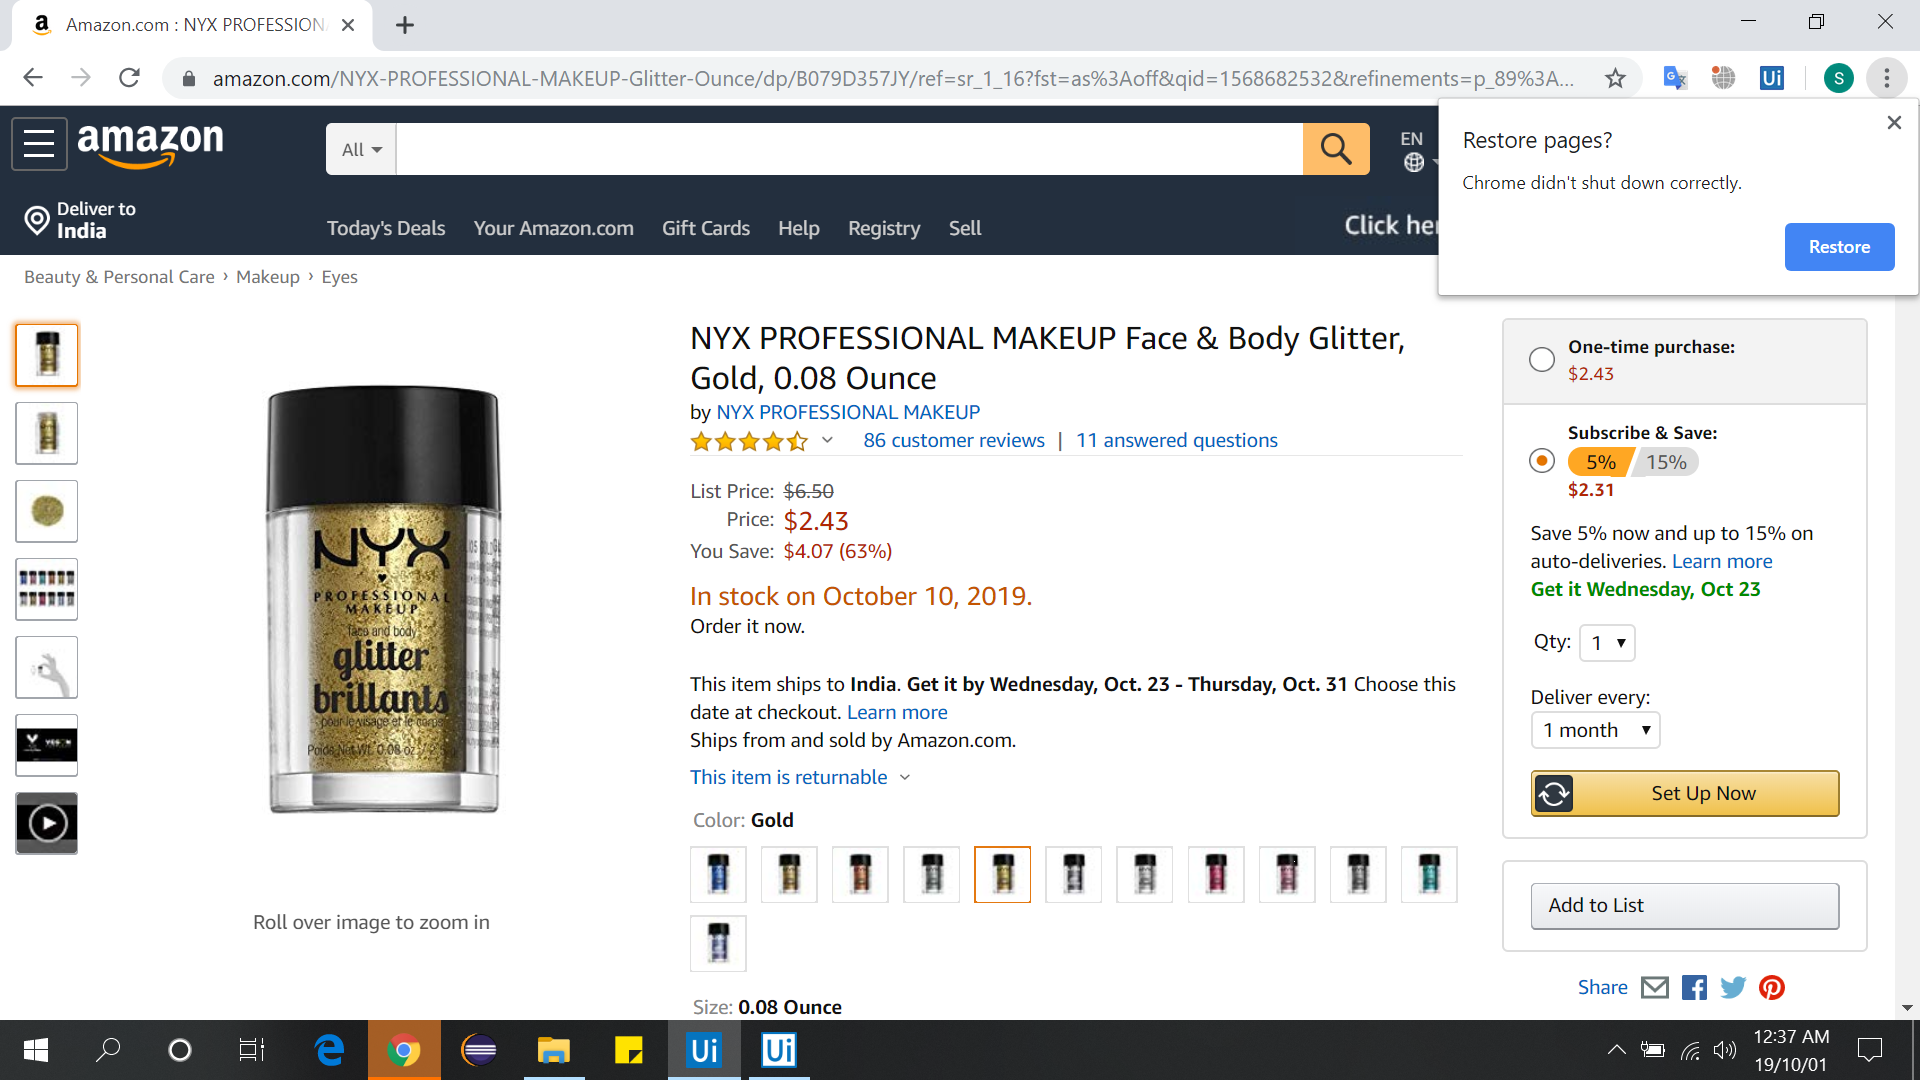 Amazon.com : NYX PROFESSION
amazon.com/NYX-PROFESSIONAL-MAKEUP-Glitter-Ounce/dp/B079D357JY/ref=sr_1_16?fst=as%3Aoff&qid=1568682532&refinements=p_89%3A...
S
Restore pages?
Chrome didn't shut down correctly.
Restore
amazon
All
EN
Deliver to
India
Today's Deals Your Amazon.com Gift Cards Help Registry Sell
Click her
Beauty & Personal Care › Makeup › Eyes
NYX PROFESSIONAL MAKEUP Face & Body Glitter,
Gold, 0.08 Ounce
by NYX PROFESSIONAL MAKEUP
86 customer reviews | 11 answered questions
List Price: $6.50
Price: $2.43
You Save: $4.07 (63%)
In stock on October 10, 2019.
Order it now.
This item ships to India. Get it by Wednesday, Oct. 23 - Thursday, Oct. 31 Choose this
date at checkout. Learn more
Ships from and sold by Amazon.com.
This item is returnable
Color: Gold
Size: 0.08 Ounce
NYX
PROFESSIONAL
MAKEUP
face and body
glitter
brillants
pour le visage et le corps
Poids Net Wt. 0.08 oz.
Roll over image to zoom in
One-time purchase:
$2.43
Subscribe & Save:
5% 15%
$2.31
Save 5% now and up to 15% on
auto-deliveries. Learn more
Get it Wednesday, Oct 23
Qty: 1
Deliver every:
1 month
Set Up Now
Add to List
Share
Ui
Ui
Ui
12:37 AM
19/10/01